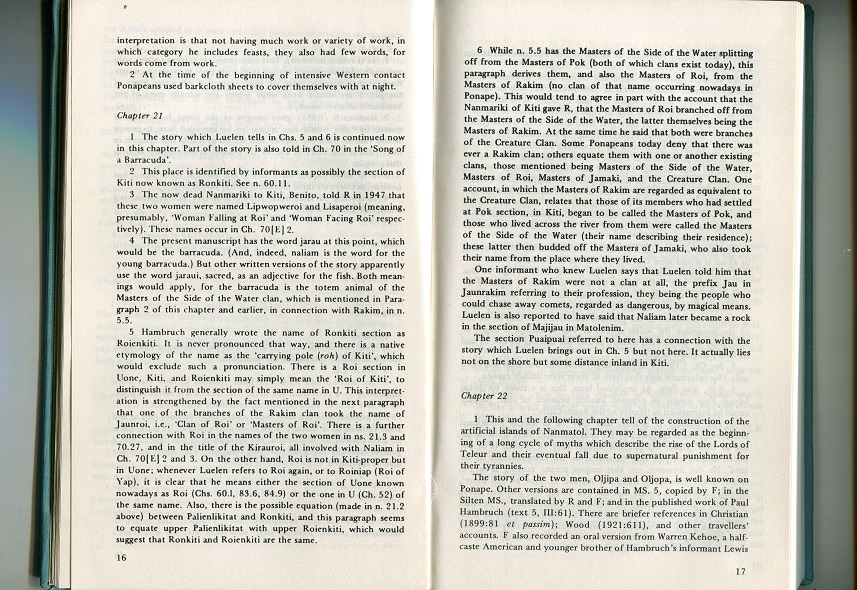 interpretation is that not having much work or variety of work, in
which category he includes feasts, they also had few words, for
words come from work.
2 At the time of the beginning of intensive Western contact
Ponapeans used barkcloth sheets to cover themselves with at night.
Chapter 21
1 The story which Luelen tells in Chs. 5 and 6 is continued now
in this chapter. Part of the story is also told in Ch. 70 in the 'Song of
a Barracuda'.
2 This place is identified by informants as possibly the section of
Kiti now known as Ronkiti. See n. 60.11.
3 The now dead Nanmariki to Kiti, Benito, told R in 1947 that
these two women were named Lipwopweroi and Lisaperoi (meaning,
presumably, 'Woman Falling at Roi' and 'Woman Facing Roi' respec-
tively). These names occur in Ch. 70[E] 2.
4 The present manuscript has the word jarau at this point, which
would be the barracuda. (And, indeed, naliam is the word for the
young barracuda.) But other written versions of the story apparently
use the word jaraui, sacred, as an adjective for the fish. Both mean-
ings would apply, for the barracuda is the totem animal of the
Masters of the Side of the Water clan, which is mentioned in Para-
graph 2 of this chapter and earlier, in connection with Rakim, in n.
5.5.
5 Hambruch generally wrote the name of Ronkiti section as
Roienkiti. It is never pronounced that way, and there is a native
etymology of the name as the 'carrying pole (roh) of Kiti', which
would exclude such a pronunciation. There is a Roi section in
Uone, Kiti, and Roienkiti may simply mean the 'Roi of Kiti', to
distinguish it from the section of the same name in U. This interpret-
ation is strengthened by the fact mentioned in the next paragraph
that one of the branches of the Rakim clan took the name of
Jaunroi, i.e., 'Clan of Roi' or 'Masters of Roi'. There is a further
connection with Roi in the names of the two women in ns. 21.3 and
70.27, and in the title of the Kirauroi, all involved with Naliam in
Ch. 70[E] 2 and 3. On the other hand, Roi is not in Kiti-proper but
in Uone; whenever Luelen refers to Roi again, or to Roiniap (Roi of
Yap), it is clear that he means either the section of Uone known
nowadays as Roi (Chs. 60.1, 83.6, 84.9) or the one in U (Ch. 52) of
the same name. Also, there is the possible equation (made in n. 21.2
above) between Palienlikitat and Ronkiti, and this paragraph seems
to equate upper Palienlikitat with upper Roienkiti, which would
suggest that Ronkiti and Roienkiti are the same.
16
6 While n. 5.5 has the Masters of the Side of the Water splitting
off from the Masters of Pok (both of which clans exist today), this
paragraph derives them, and also the Masters of Roi, from the
Masters of Rakim (no clan of that name occurring nowadays in
Ponape). This would tend to agree in part with the account that the
Nanmariki of Kiti gave R, that the Masters of Roi branched off from
the Masters of the Side of the Water, the latter themselves being the
Masters of Rakim. At the same time he said that both were branches
of the Creature Clan. Some Ponapeans today deny that there was
ever a Rakim clan; others equate them with one or another existing
clans, those mentioned being Masters of the Side of the Water,
Masters of Roi, Masters of Jamaki, and the Creature Clan. One
account, in which the Masters of Rakim are regarded as equivalent to
the Creature Clan, relates that those of its members who had settled
at Pok section, in Kiti, began to be called the Masters of Pok, and
those who lived across the river from them were called the Masters
of the Side of the Water (their name describing their residence);
these latter then budded off the Masters of Jamaki, who also took
their name from the place where they lived.
One informant who knew Luelen says that Luelen told him that
the Masters of Rakim were not a clan at all, the prefix Jau in
Jaunrakim referring to their profession, they being the people who
could chase away comets, regarded as dangerous, by magical means.
Luelen is also reported to have said that Naliam later became a rock
in the section of Majijau in Matolenim.
The section Puaipuai referred to here has a connection with the
story which Luelen brings out in Ch. 5 but not here. It actually lies
not on the shore but some distance inland in Kiti.
Chapter 22
1 This and the following chapter tell of the construction of the
artificial islands of Nanmatol. They may be regarded as the beginn-
ing of a long cycle of myths which describe the rise of the Lords of
Teleur and their eventual fall due to supernatural punishment for
their tyrannies.
The story of the two men, Oljipa and Oljopa, is well known on
Ponape. Other versions are contained in MS. 5, copied by F; in the
Silten MS., translated by R and F; and in the published work of Paul
Hambruch (text 5, III:61). There are briefer references in Christian
(1899:81 et passim); Wood (1921:611), and other travellers'
accounts. F also recorded an oral version from Warren Kehoe, a half-
caste American and younger brother of Hambruch's informant Lewis
17